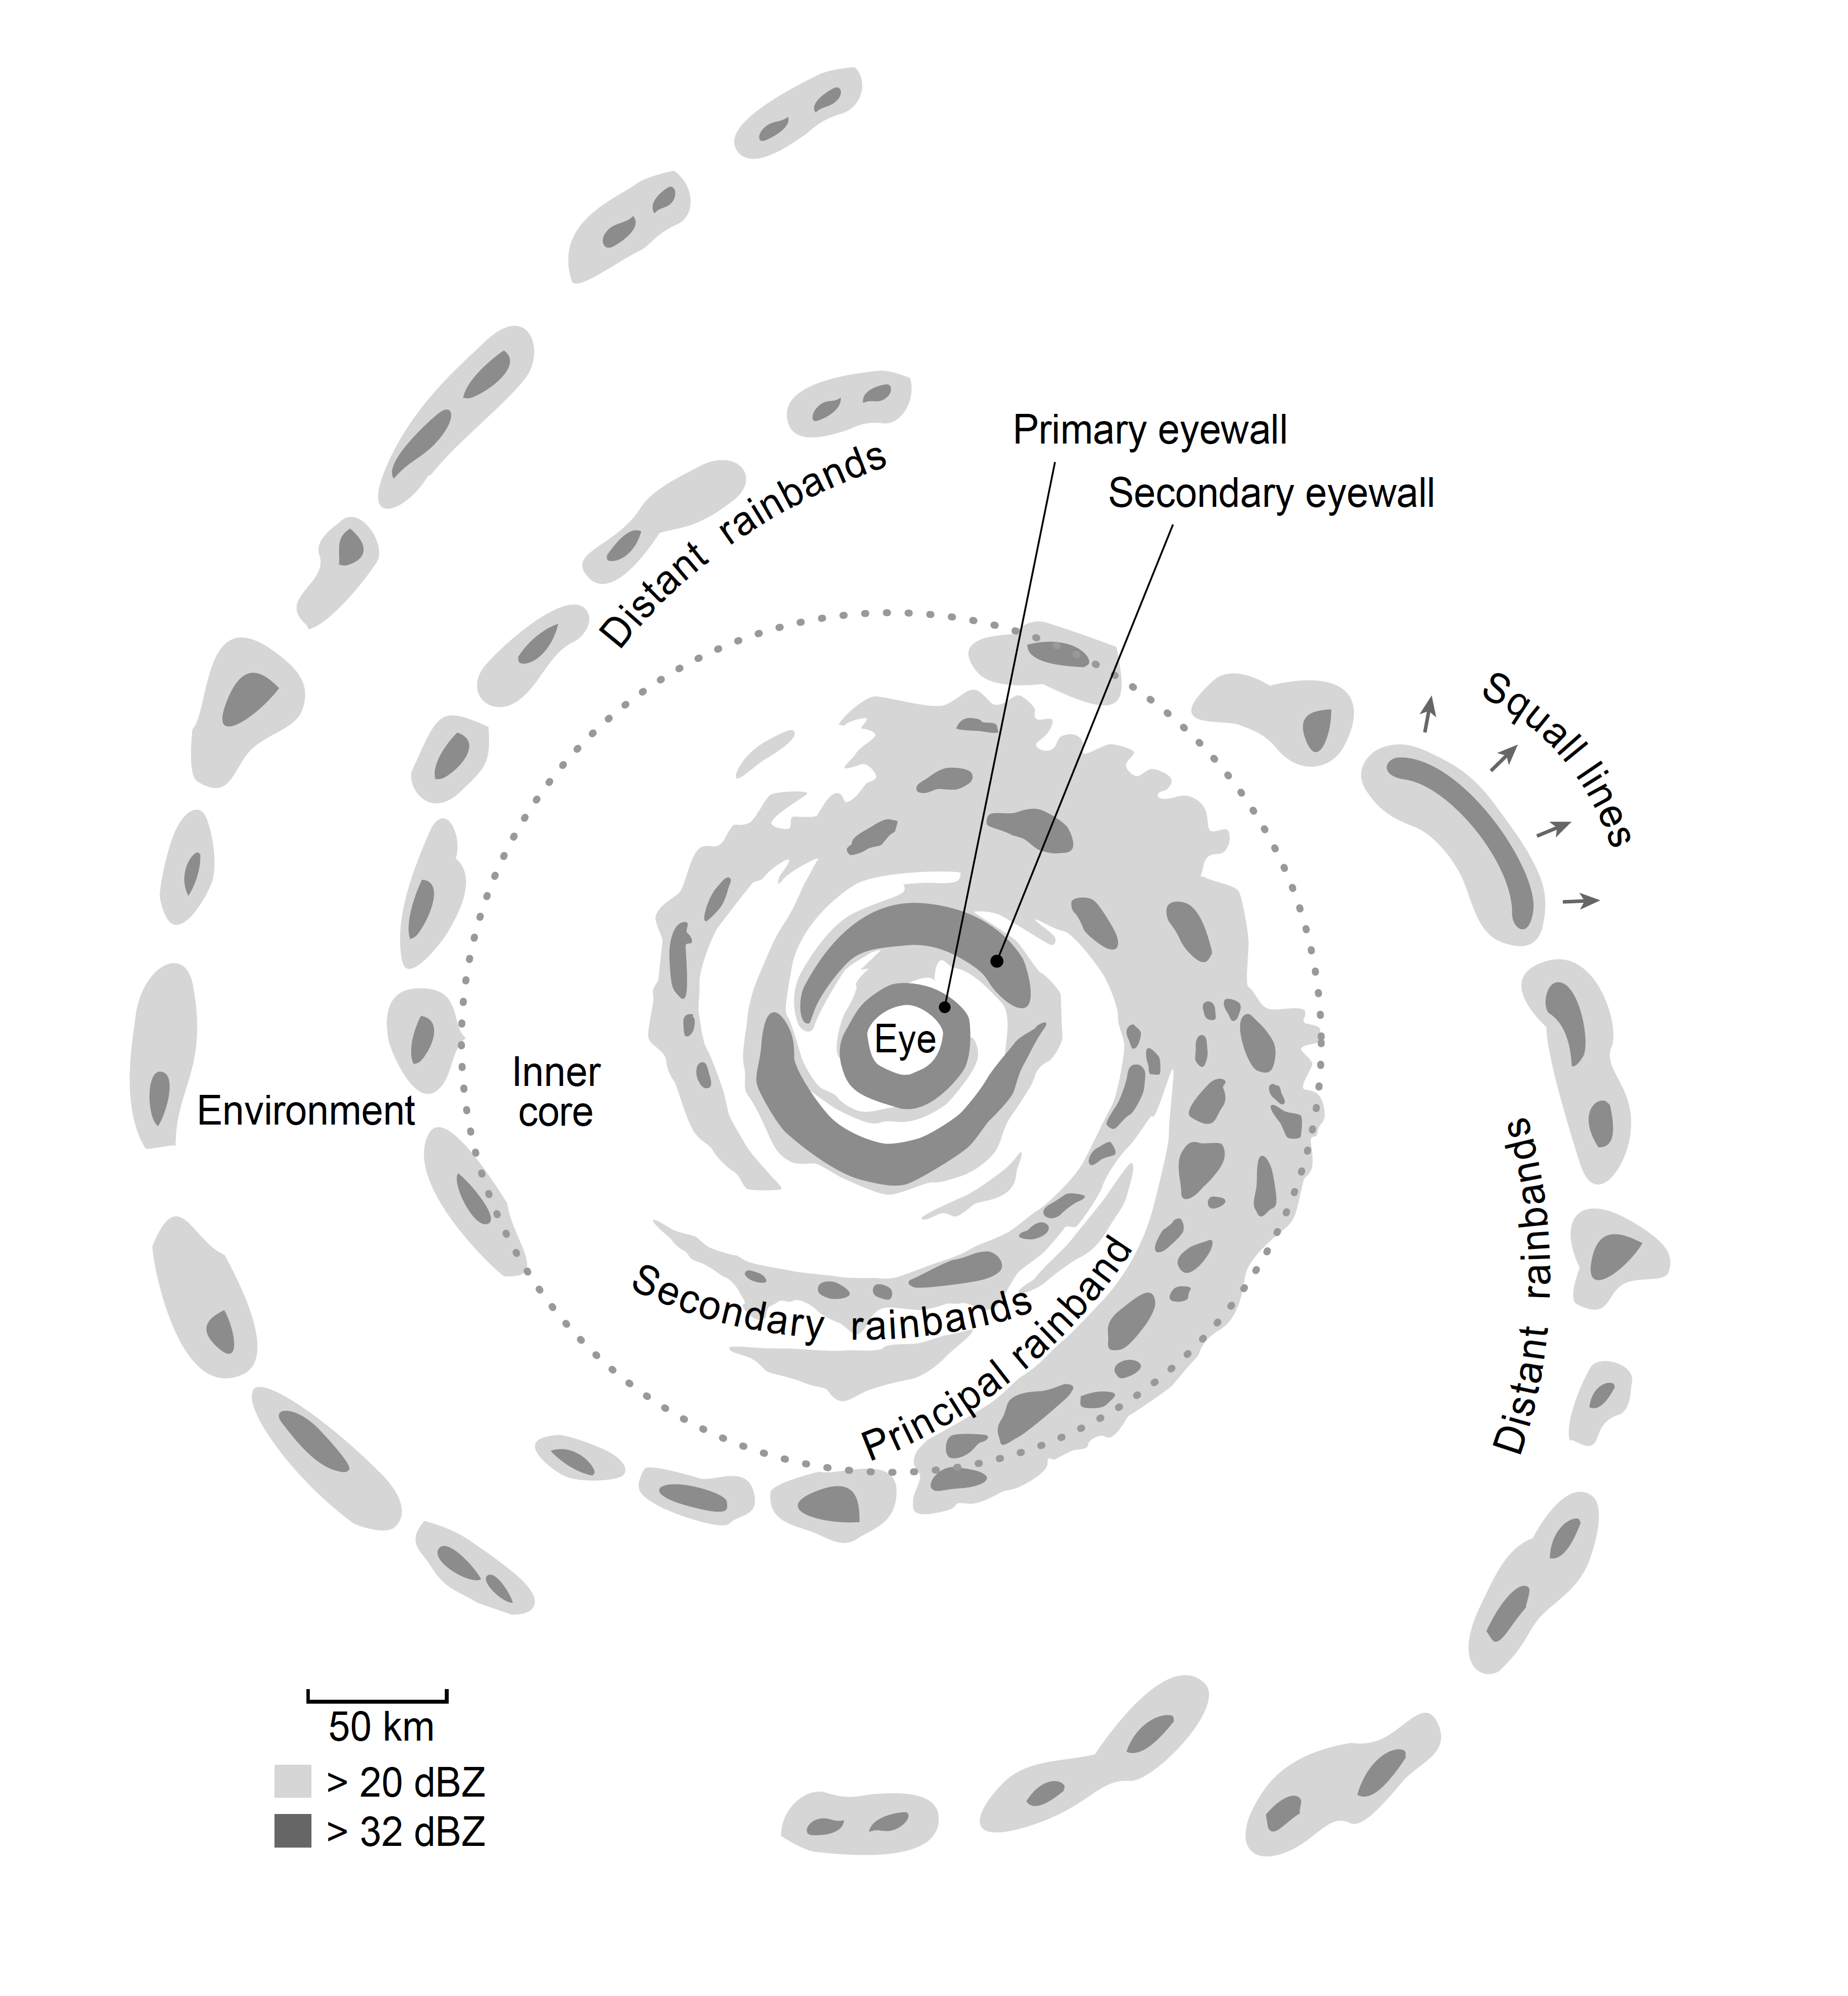 Primary eyewall
Secondary eyewall
Distant rainbands
Squall lines
Eye
Inner
core
Environment
Secondary rainbands
Principal rainband
Distant rainbands
50 km
> 20 dBZ
> 32 dBZ